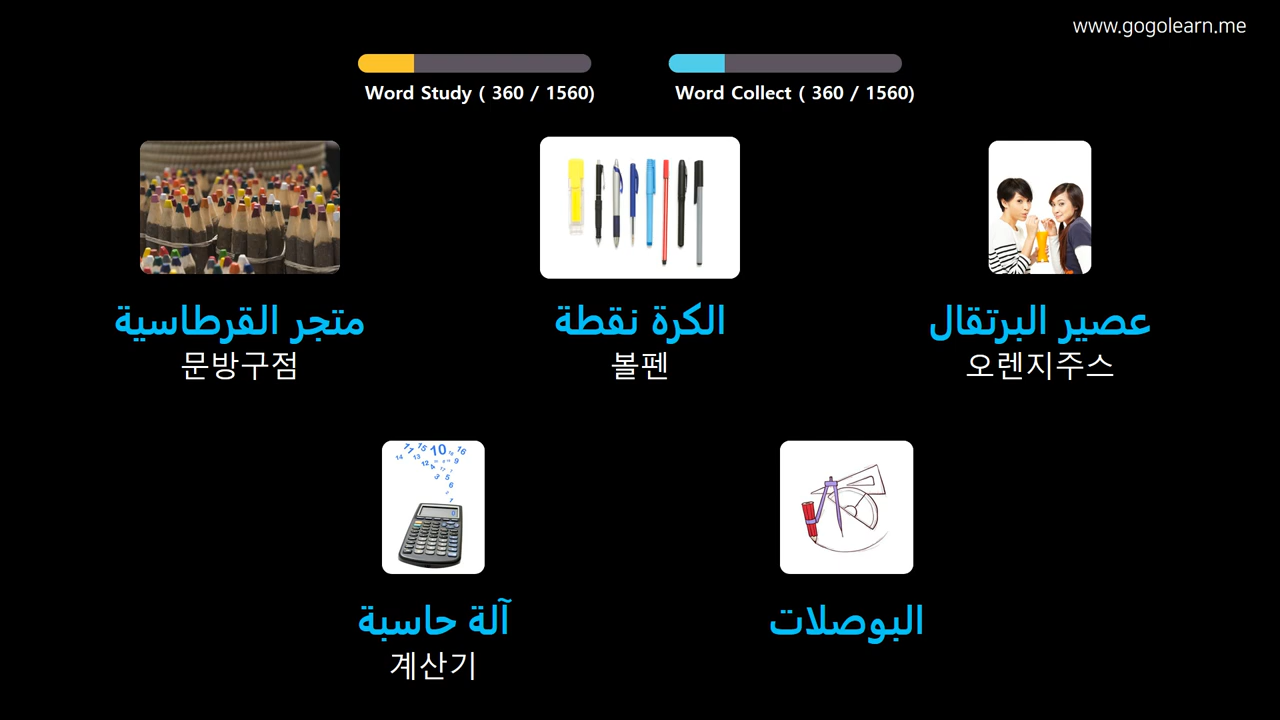 www.gogolearn.me
Word Study ( 360 / 1560)
Word Collect ( 360 / 1560)
متجر القرطاسية
문방구점
الكرة نقطة
볼펜
عصير البرتقال
오렌지주스
آلة حاسبة
계산기
البوصلات